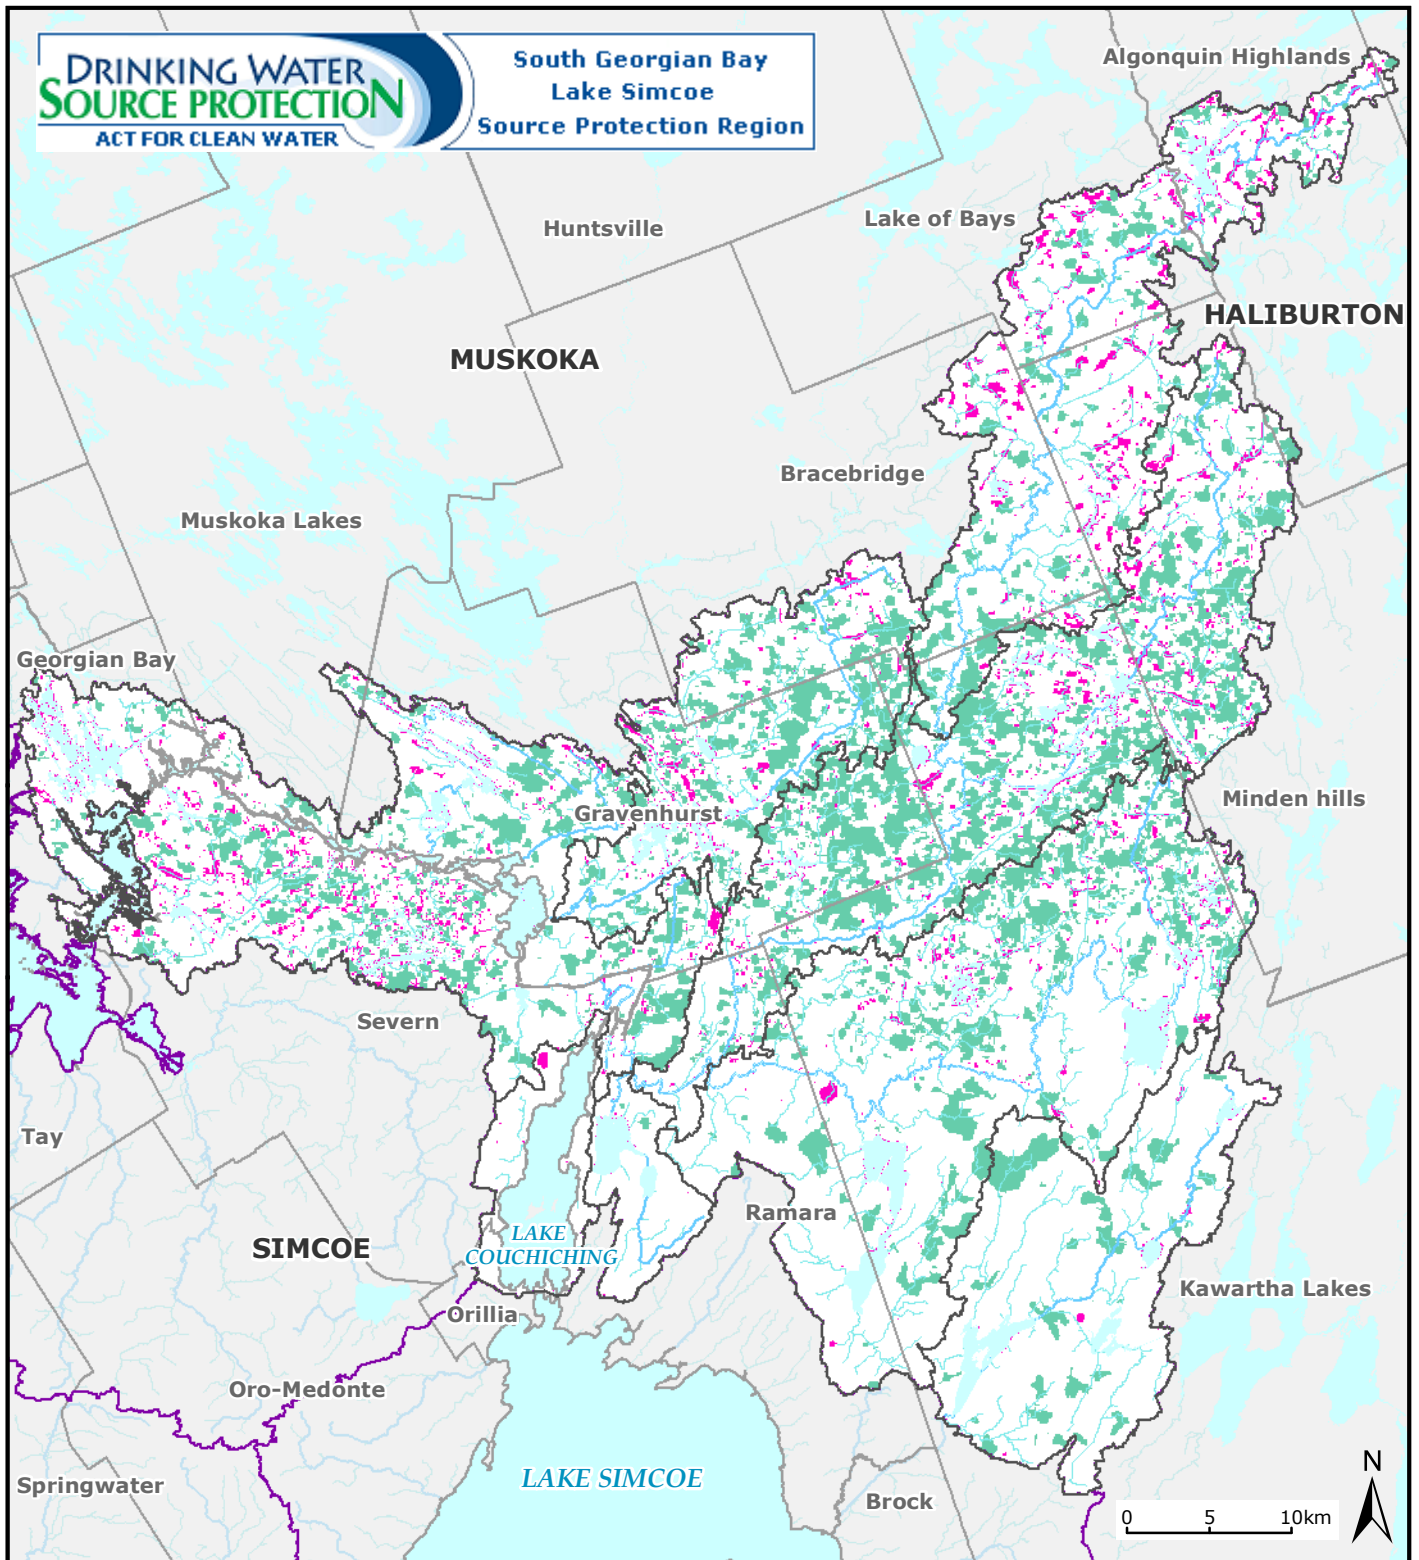 DRINKING WATER
SOURCE PROTECTION
ACT FOR CLEAN WATER
South Georgian Bay
Lake Simcoe
Source Protection Region
Algonquin Highlands
Huntsville
Lake of Bays
HALIBURTON
MUSKOKA
Bracebridge
Muskoka Lakes
Georgian Bay
Gravenhurst
Minden hills
Severn
Tay
Ramara
SIMCOE
LAKE
COUCHICHING
Kawartha Lakes
Orillia
Oro-Medonte
LAKE SIMCOE
Springwater
Brock
N
0 5 10km